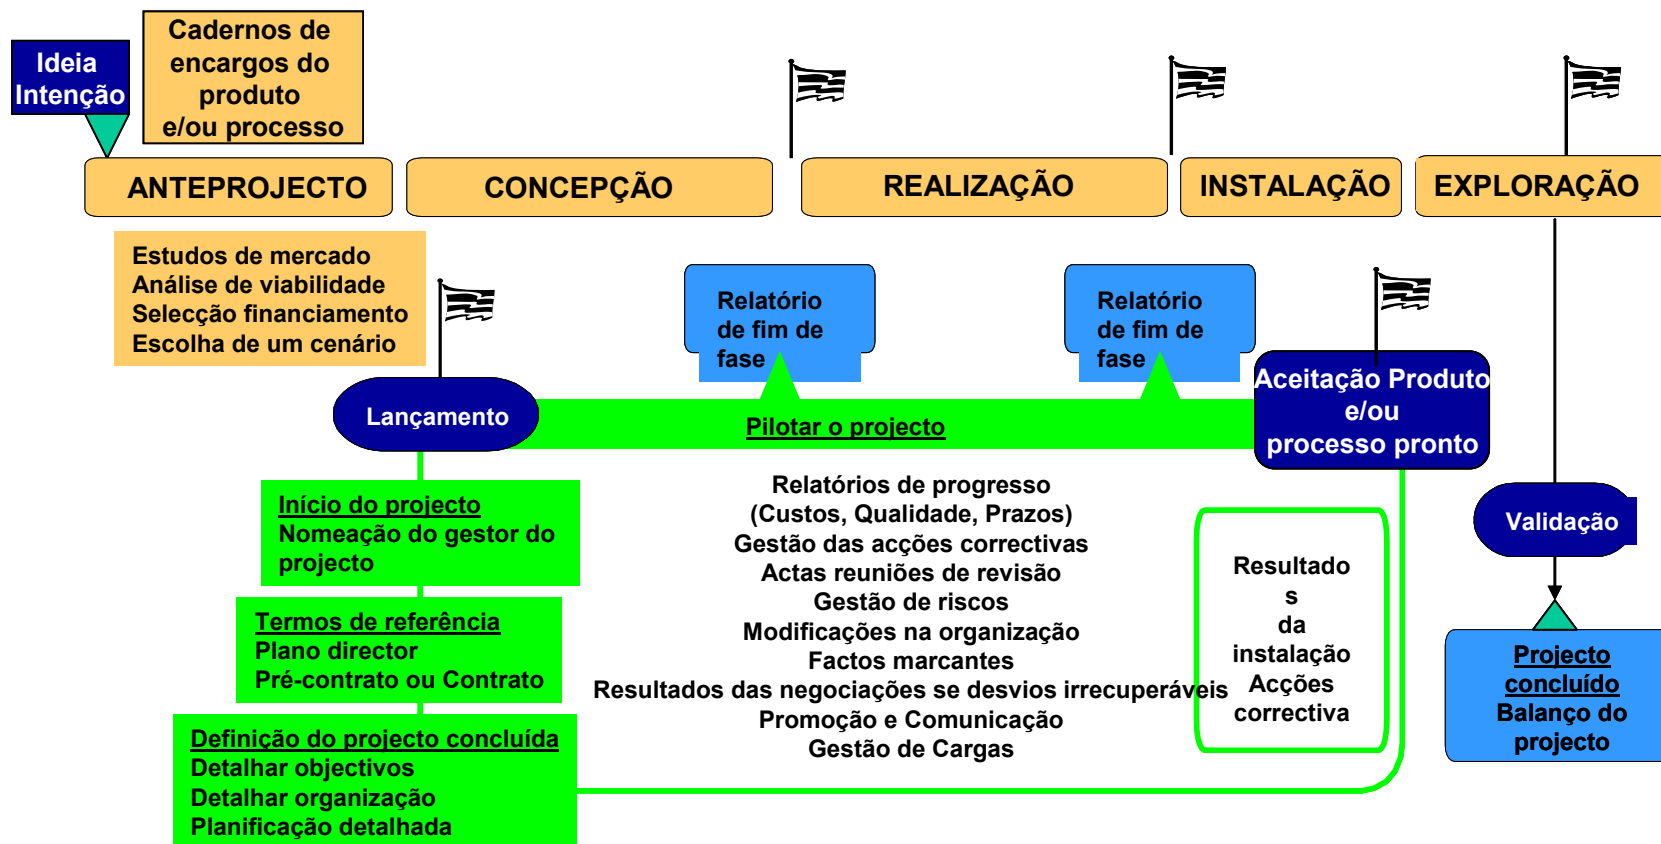 Ideia
Intenção
Cadernos de
encargos do
produto
e/ou processo
ANTEPROJECTO
CONCEPÇÃO
REALIZAÇÃO
INSTALAÇÃO
EXPLORAÇÃO
Estudos de mercado
Análise de viabilidade
Selecção financiamento
Escolha de um cenário
Relatório
de fim de
fase
Relatório
de fim de
fase
Lançamento
Pilotar o projecto
Aceitação Produto
e/ou
processo pronto
Início do projecto
Nomeação do gestor do
projecto
Termos de referência
Plano director
Pré-contrato ou Contrato
Definição do projecto concluída
Detalhar objectivos
Detalhar organização
Planificação detalhada
Relatórios de progresso
(Custos, Qualidade, Prazos)
Gestão das acções correctivas
Actas reuniões de revisão
Gestão de riscos
Modificações na organização
Factos marcantes
Resultados das negociações se desvios irrecuperáveis
Promoção e Comunicação
Gestão de Cargas
Resultado
s
da
instalação
Acções
correctiva
Validação
Projecto
concluído
Balanço do
projecto